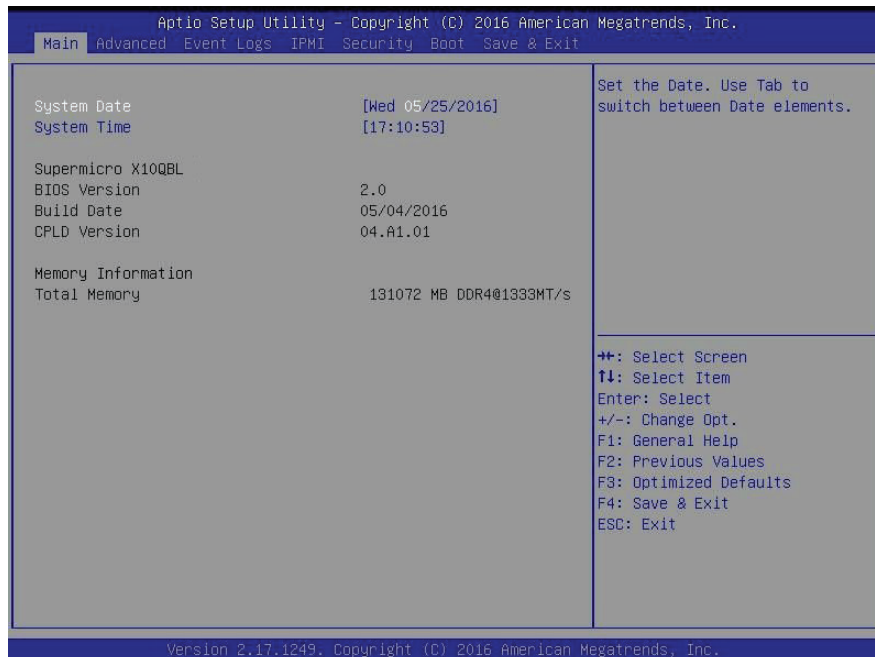 Aptio Setup Utility – Copyright (C) 2016 American Megatrends, Inc.
Main Advanced Event Logs IPMI Security Boot Save & Exit
System Date [Wed 05/25/2016]
System Time [17:10:53]
Supermicro X10QBL
BIOS Version 2.0
Build Date 05/04/2016
CPLD Version 04.A1.01
Memory Information
Total Memory 131072 MB DDR4@1333MT/s
Set the Date. Use Tab to
switch between Date elements.
→←: Select Screen
↑↓: Select Item
Enter: Select
+/-: Change Opt.
F1: General Help
F2: Previous Values
F3: Optimized Defaults
F4: Save & Exit
ESC: Exit
Version 2.17.1249. Copyright (C) 2016 American Megatrends, Inc.